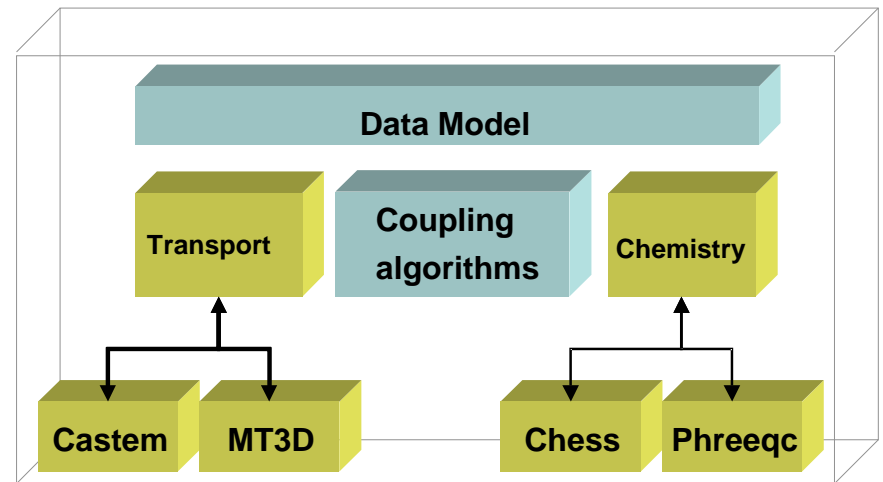 Data Model
Transport
Coupling
algorithms
Chemistry
Castem
MT3D
Chess
Phreeqc